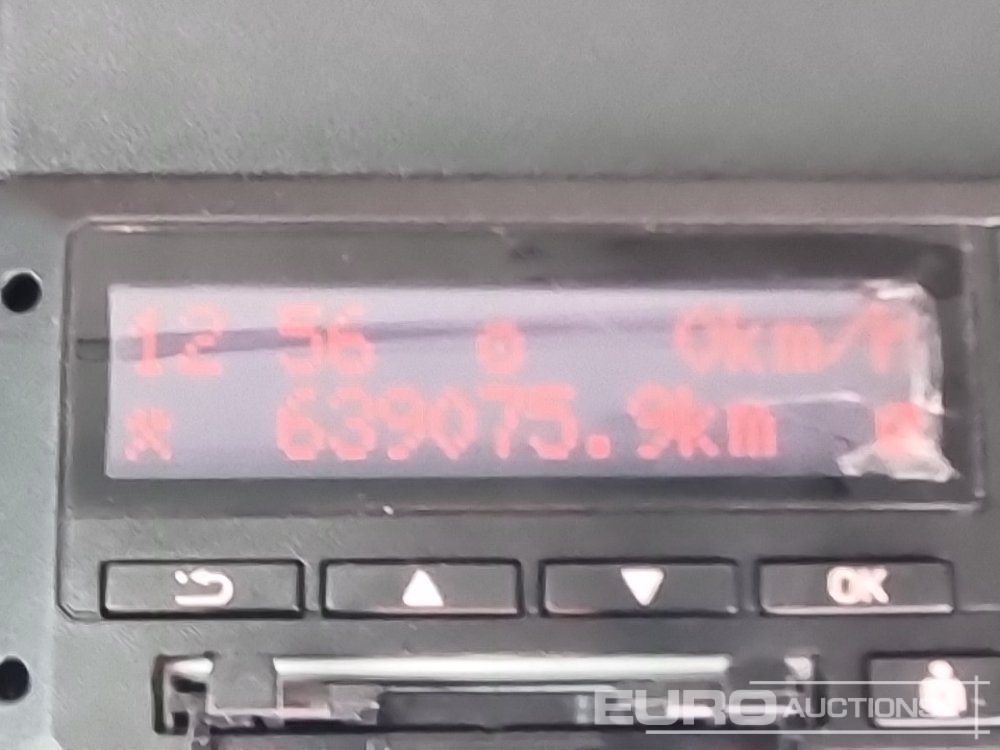 12 56 0km/h
639075.9km
OK
EURO AUCTIONS